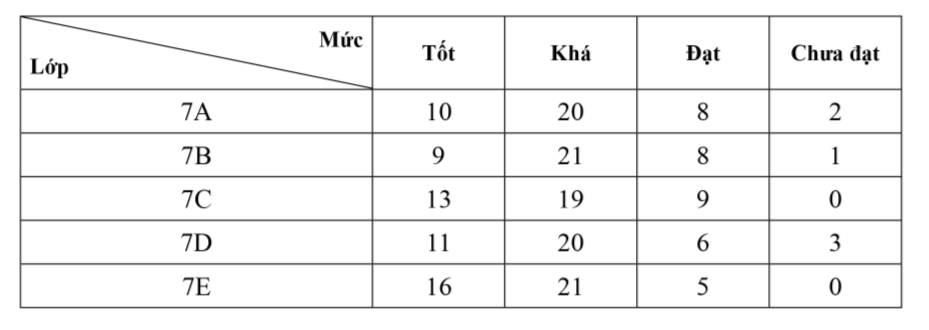 Mức
Lớp Tốt Khá Đạt Chưa đạt
7A 10 20 8 2
7B 9 21 8 1
7C 13 19 9 0
7D 11 20 6 3
7E 16 21 5 0